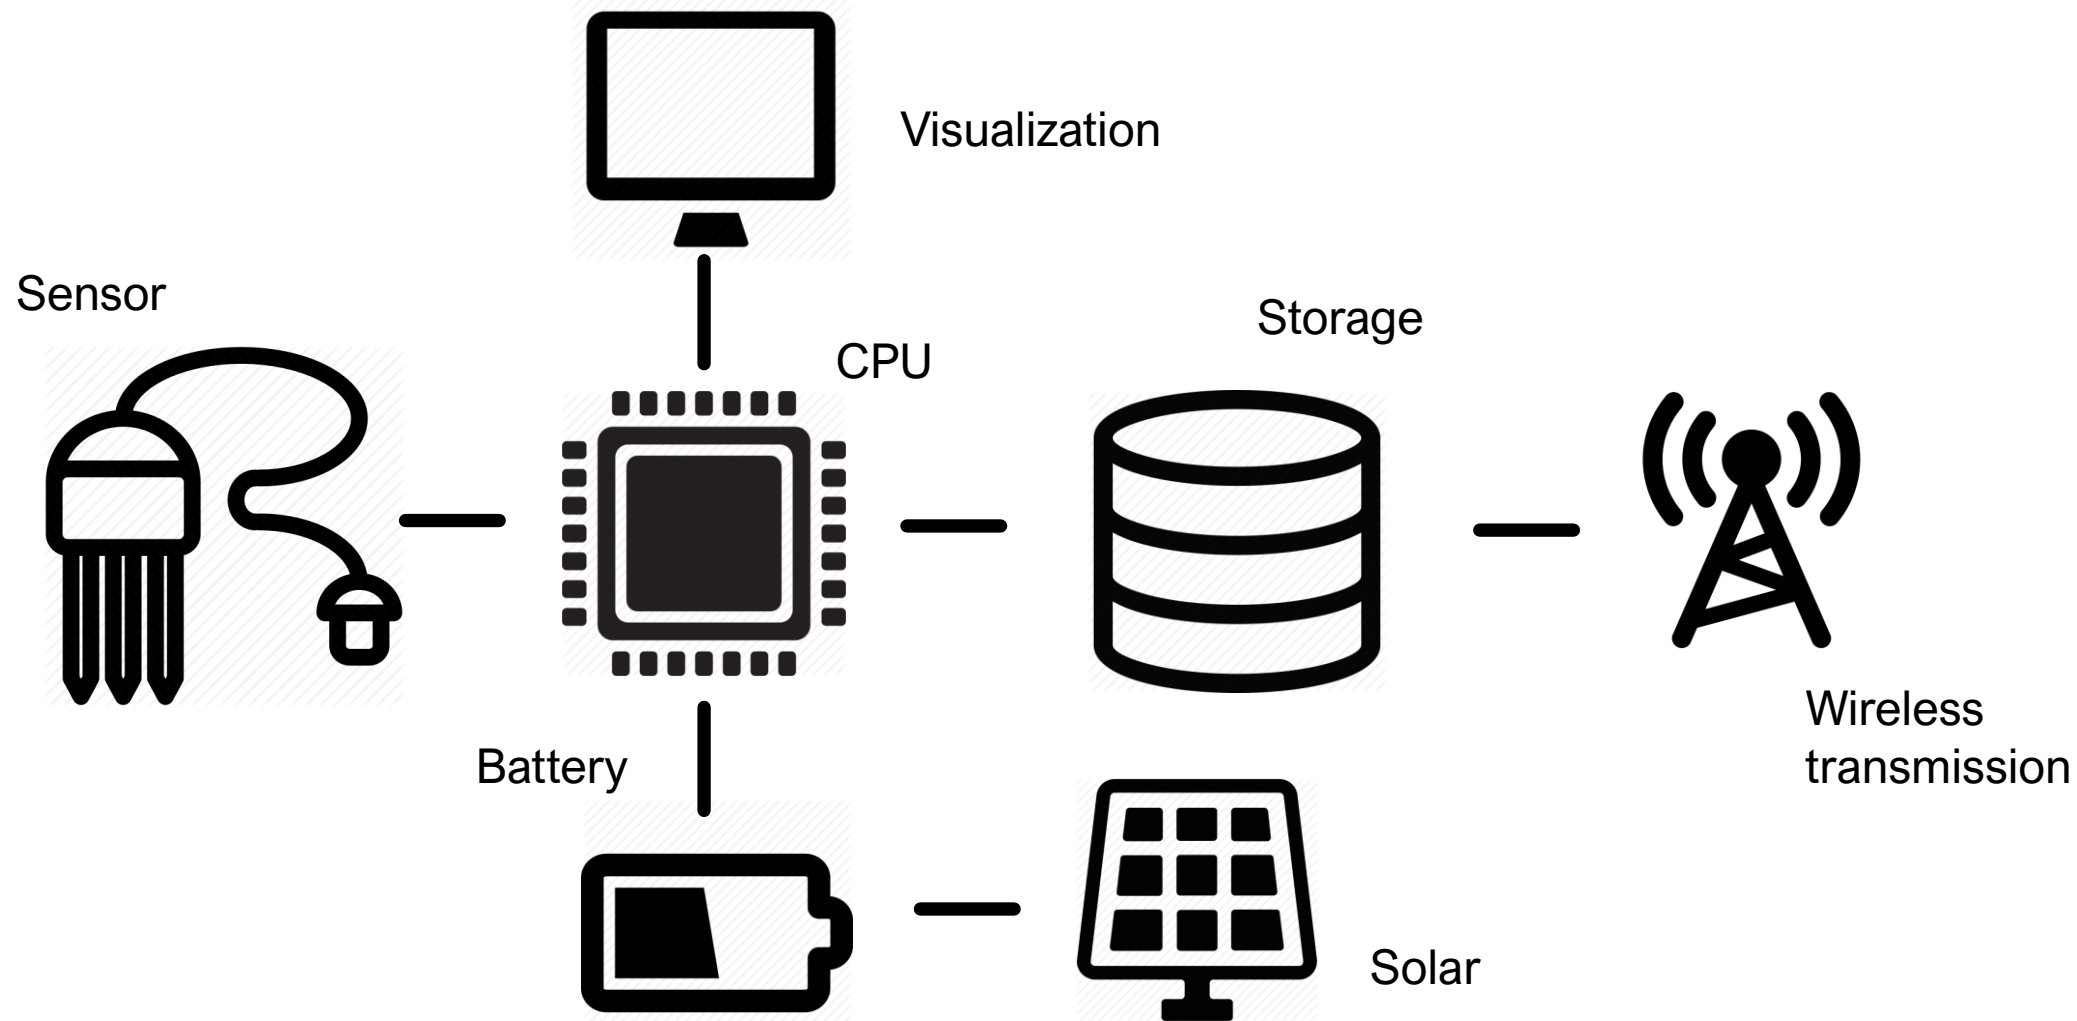 Visualization
Sensor
Storage
CPU
Wireless
transmission
Battery
Solar